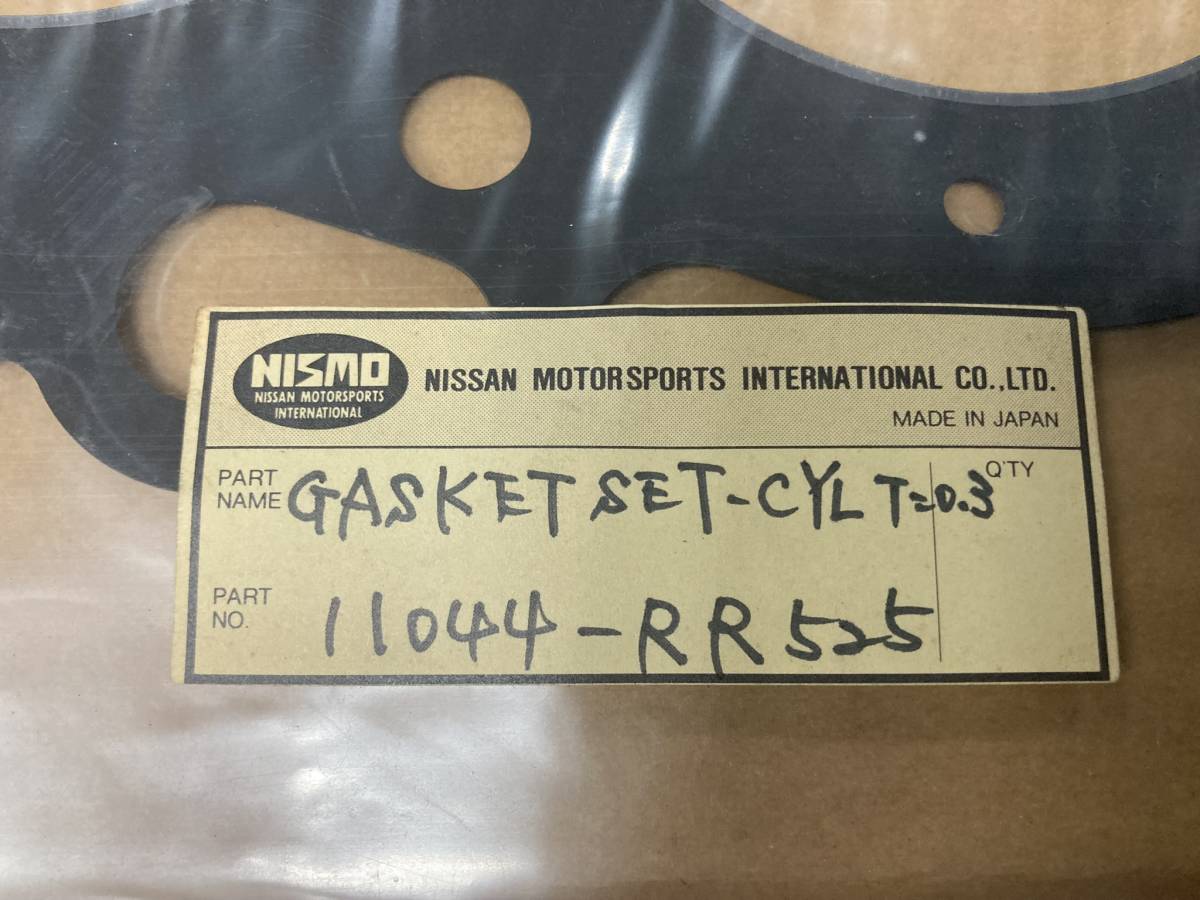 NISMO
NISSAN MOTORSPORTS
INTERNATIONAL
NISSAN MOTORSPORTS INTERNATIONAL CO.,LTD.
MADE IN JAPAN
PART NAME GASKET SET-CYL T=0.3
Q'TY
PART NO. 11044-RR525